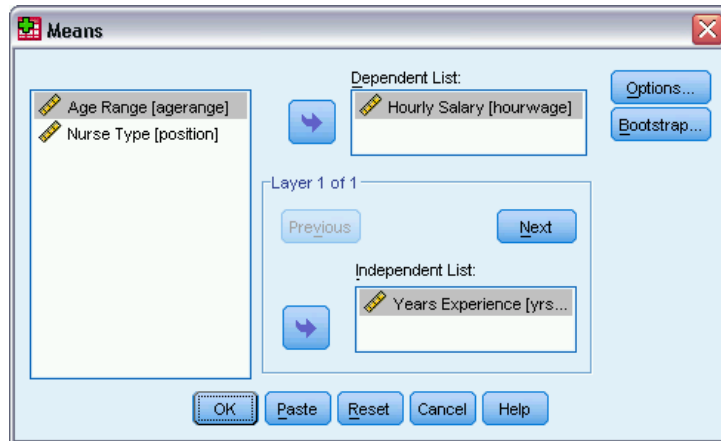 Means
Dependent List:
Options...
Age Range [agerange]
Hourly Salary [hourwage]
Nurse Type [position]
Bootstrap...
Layer 1 of 1
Previous
Next
Independent List:
Years Experience [yrs...
OK
Paste
Reset
Cancel
Help